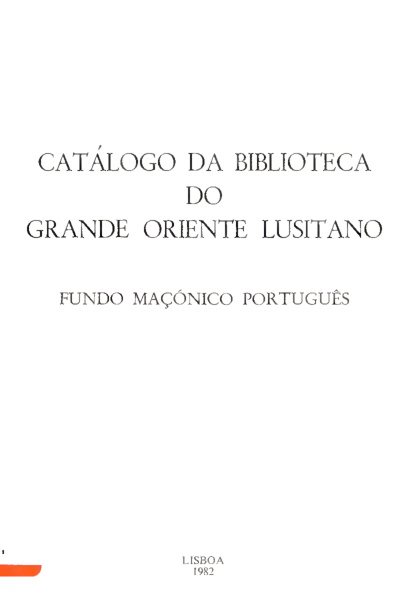 CATÁLOGO DA BIBLIOTECA
DO
GRANDE ORIENTE LUSITANO
FUNDO MAÇÓNICO PORTUGUÊS
LISBOA
1982